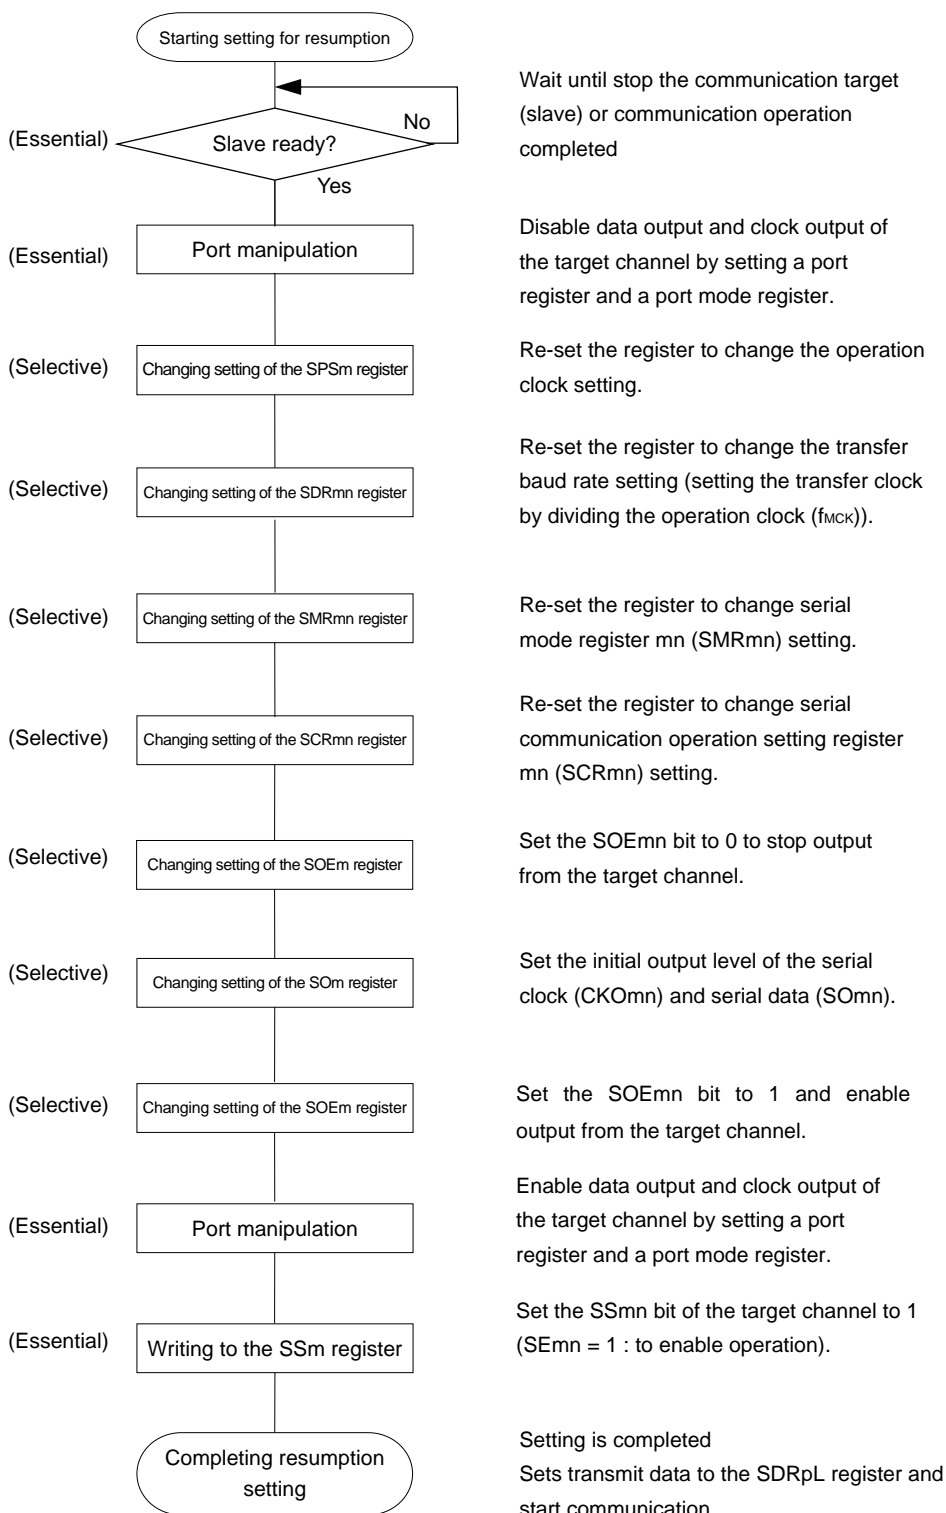 Starting setting for resumption
Wait until stop the communication target
(slave) or communication operation
completed
(Essential)
Slave ready?
No
Yes
(Essential)
Port manipulation
Disable data output and clock output of
the target channel by setting a port
register and a port mode register.
(Selective)
Changing setting of the SPSm register
Re-set the register to change the operation
clock setting.
(Selective)
Changing setting of the SDRmn register
Re-set the register to change the transfer
baud rate setting (setting the transfer clock
by dividing the operation clock (fMCK)).
(Selective)
Changing setting of the SMRmn register
Re-set the register to change serial
mode register mn (SMRmn) setting.
(Selective)
Changing setting of the SCRmn register
Re-set the register to change serial
communication operation setting register
mn (SCRmn) setting.
(Selective)
Changing setting of the SOEm register
Set the SOEmn bit to 0 to stop output
from the target channel.
(Selective)
Changing setting of the SOm register
Set the initial output level of the serial
clock (CKOmn) and serial data (SOmn).
(Selective)
Changing setting of the SOEm register
Set the SOEmn bit to 1 and enable
output from the target channel.
(Essential)
Port manipulation
Enable data output and clock output of
the target channel by setting a port
register and a port mode register.
(Essential)
Writing to the SSm register
Set the SSmn bit of the target channel to 1
(SEmn = 1 : to enable operation).
Completing resumption
setting
Setting is completed
Sets transmit data to the SDRpL register and
start communication